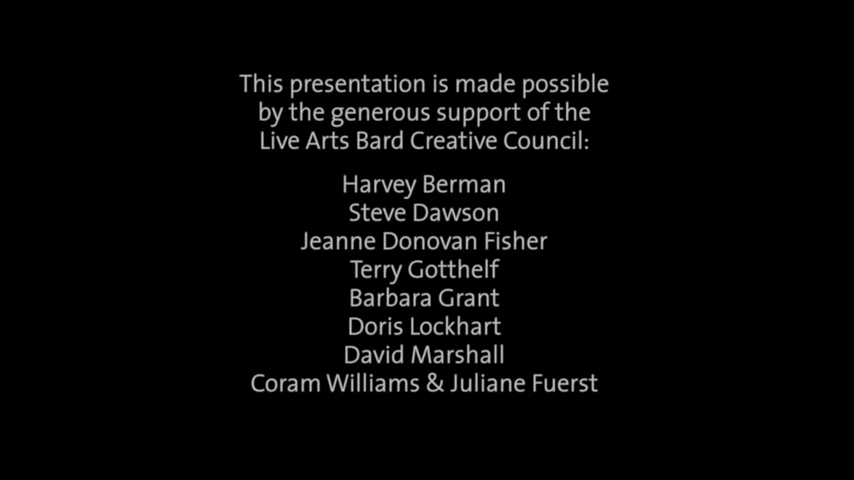 This presentation is made possible
by the generous support of the
Live Arts Bard Creative Council:
Harvey Berman
Steve Dawson
Jeanne Donovan Fisher
Terry Gotthelf
Barbara Grant
Doris Lockhart
David Marshall
Coram Williams & Juliane Fuerst